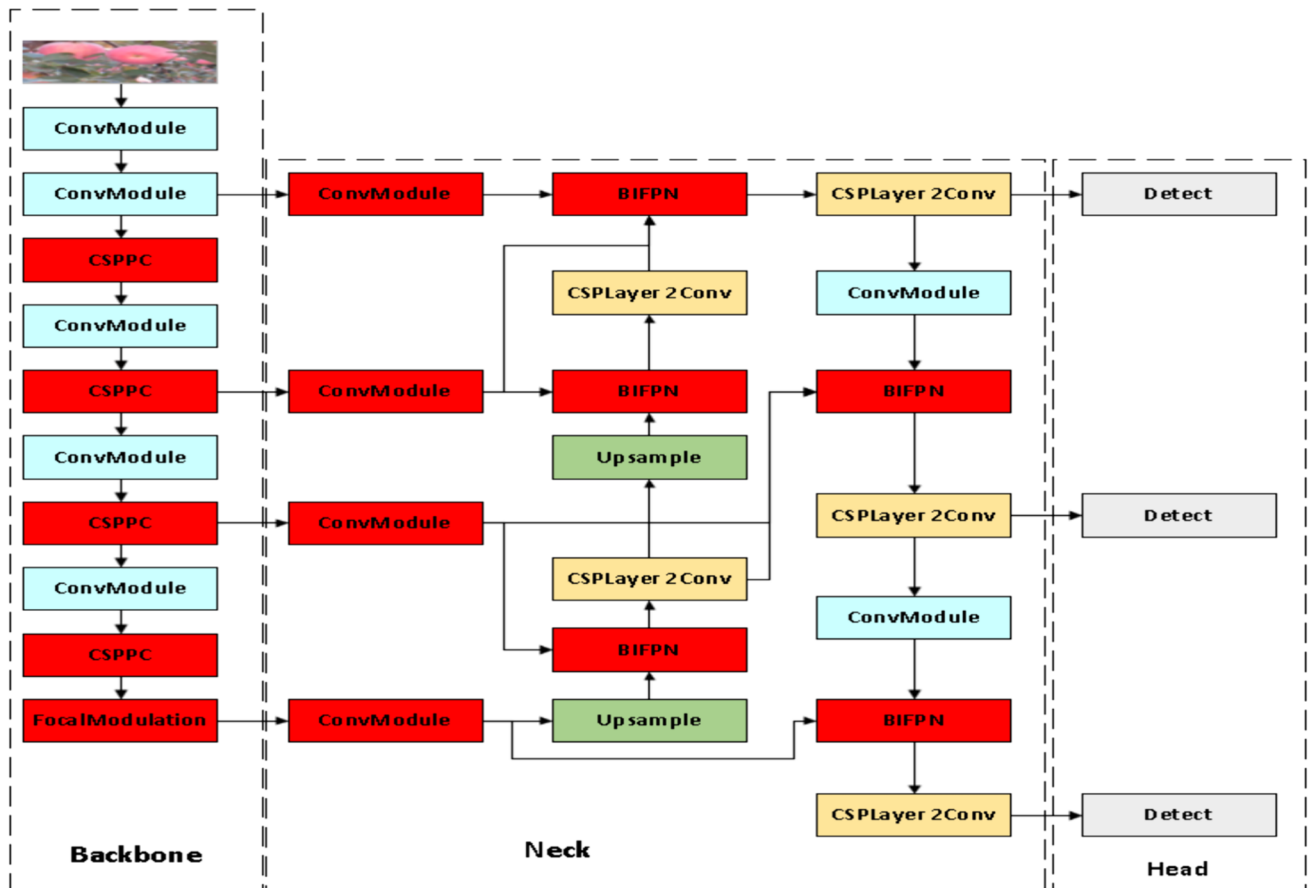 ConvModule
ConvModule
CSPPC
ConvModule
CSPPC
ConvModule
CSPPC
ConvModule
CSPPC
FocalModulation
Backbone
ConvModule
BIFPN
CSPLayer 2Conv
CSPLayer 2Conv
ConvModule
ConvModule
BIFPN
BIFPN
Upsample
ConvModule
CSPLayer 2Conv
CSPLayer 2Conv
ConvModule
BIFPN
ConvModule
Upsample
BIFPN
CSPLayer 2Conv
Neck
Detect
Detect
Detect
Head